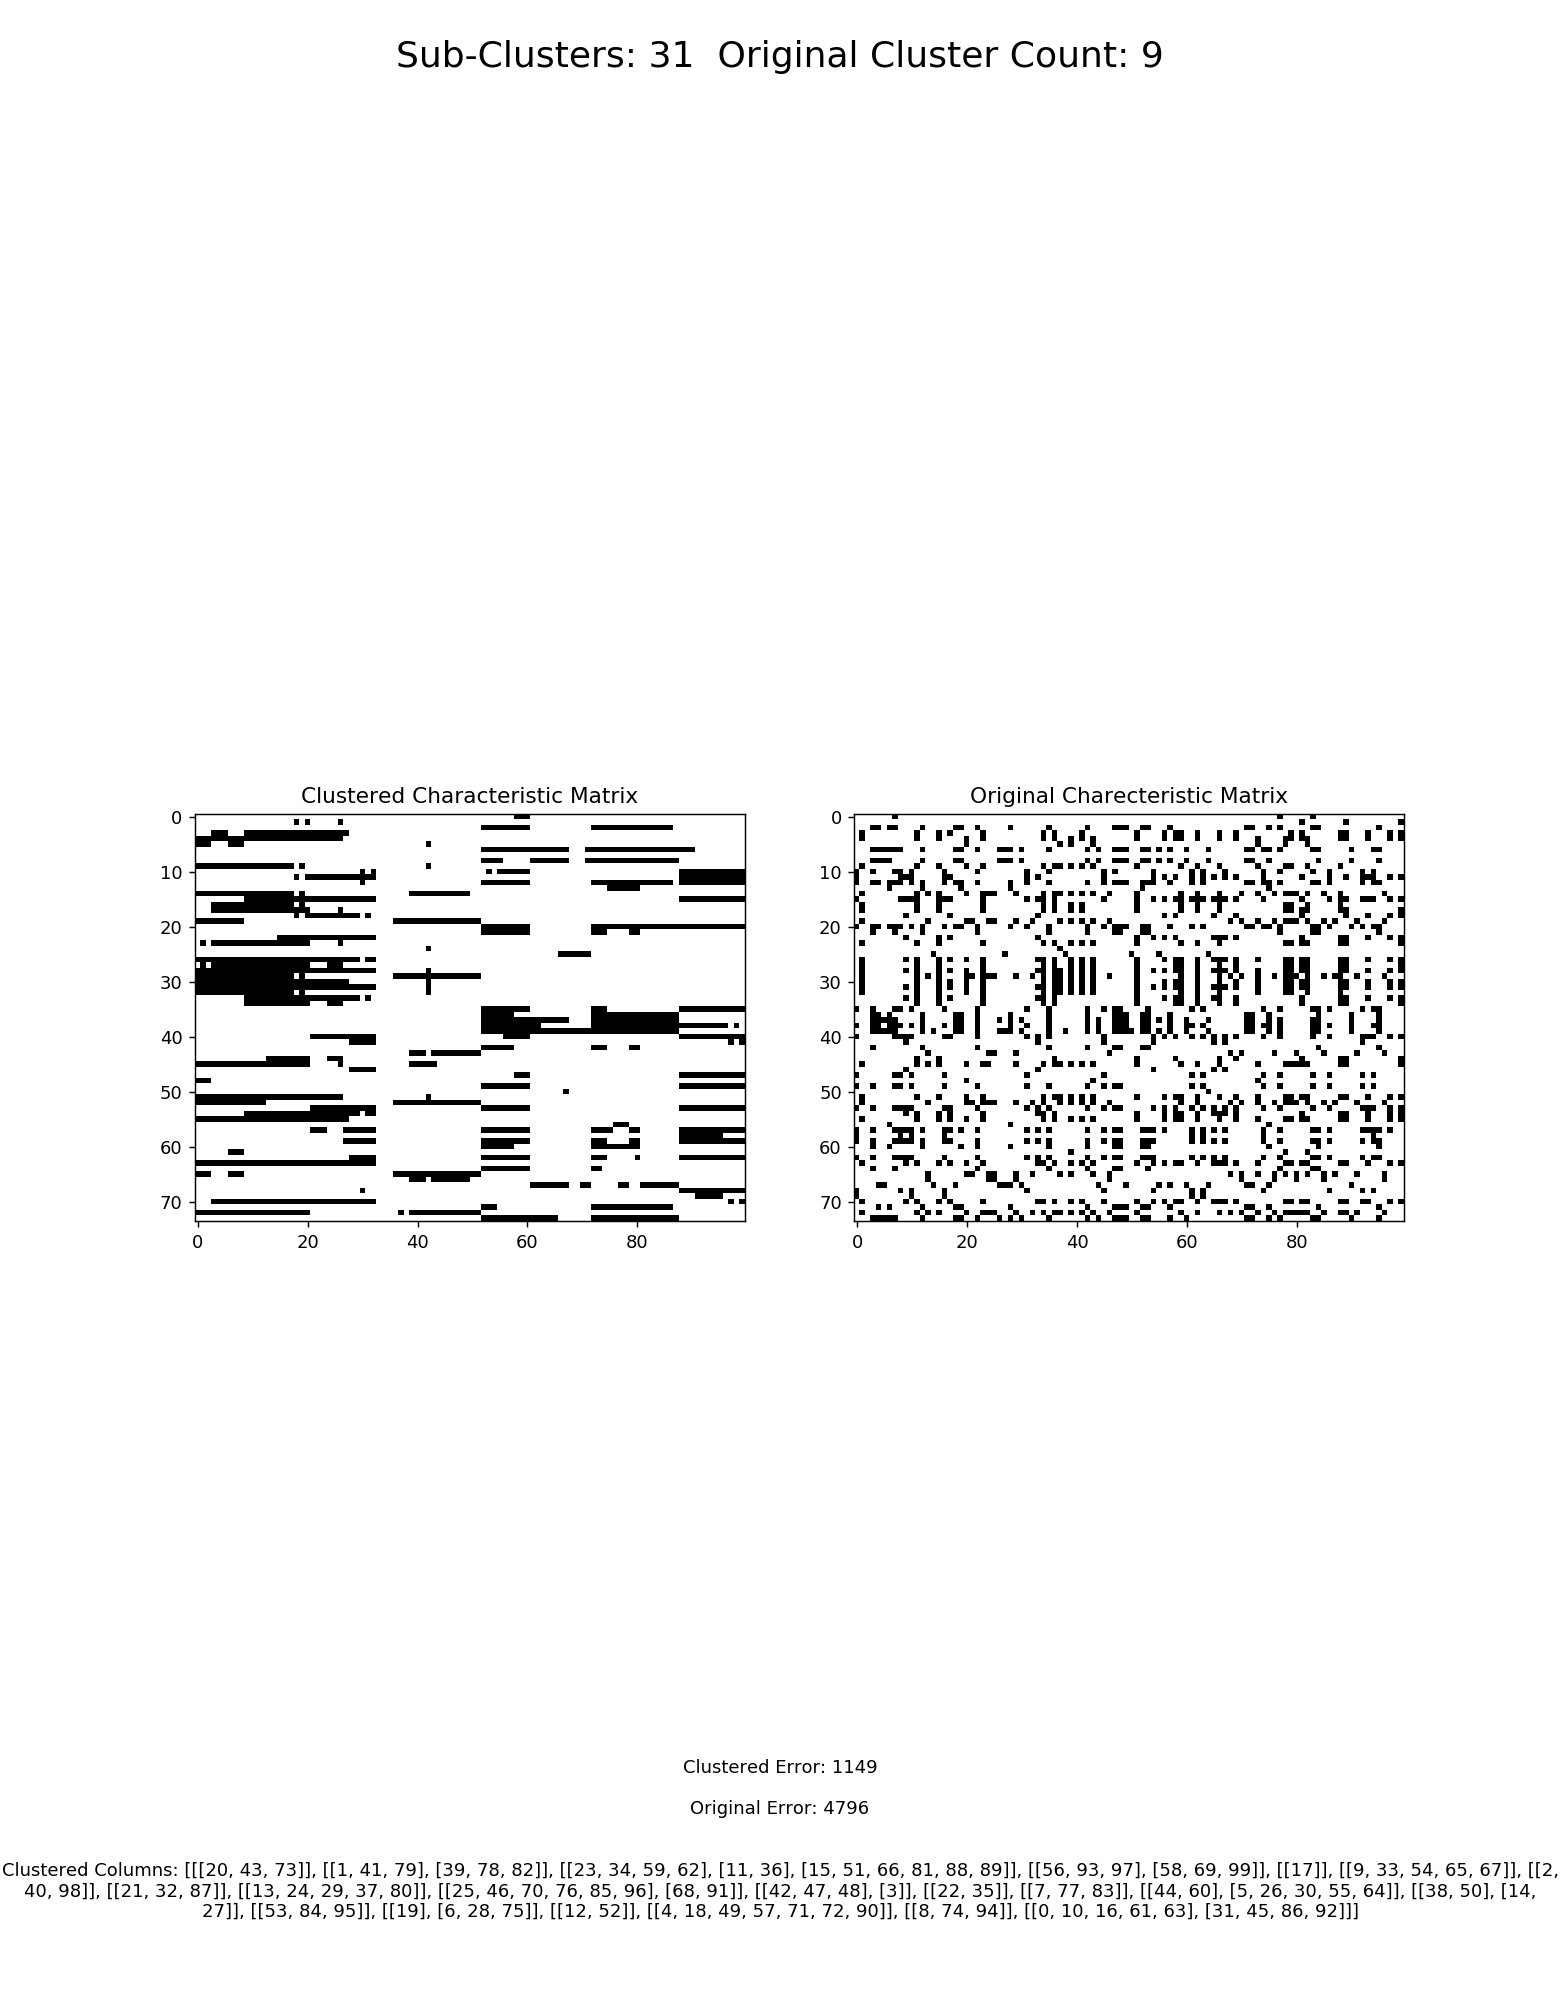 Sub-Clusters: 31  Original Cluster Count: 9
Clustered Characteristic Matrix
0
10
20
30
40
50
60
70
0 20 40 60 80
Original Charecteristic Matrix
0
10
20
30
40
50
60
70
0 20 40 60 80
Clustered Error: 1149
Original Error: 4796
Clustered Columns: [[[20, 43, 73]], [[1, 41, 79], [39, 78, 82]], [[23, 34, 59, 62], [11, 36], [15, 51, 66, 81, 88, 89]], [[56, 93, 97], [58, 69, 99]], [[17]], [[9, 33, 54, 65, 67]], [[2,
40, 98]], [[21, 32, 87]], [[13, 24, 29, 37, 80]], [[25, 46, 70, 76, 85, 96], [68, 91]], [[42, 47, 48], [3]], [[22, 35]], [[7, 77, 83]], [[44, 60], [5, 26, 30, 55, 64]], [[38, 50], [14,
27]], [[53, 84, 95]], [[19], [6, 28, 75]], [[12, 52]], [[4, 18, 49, 57, 71, 72, 90]], [[8, 74, 94]], [[0, 10, 16, 61, 63], [31, 45, 86, 92]]]